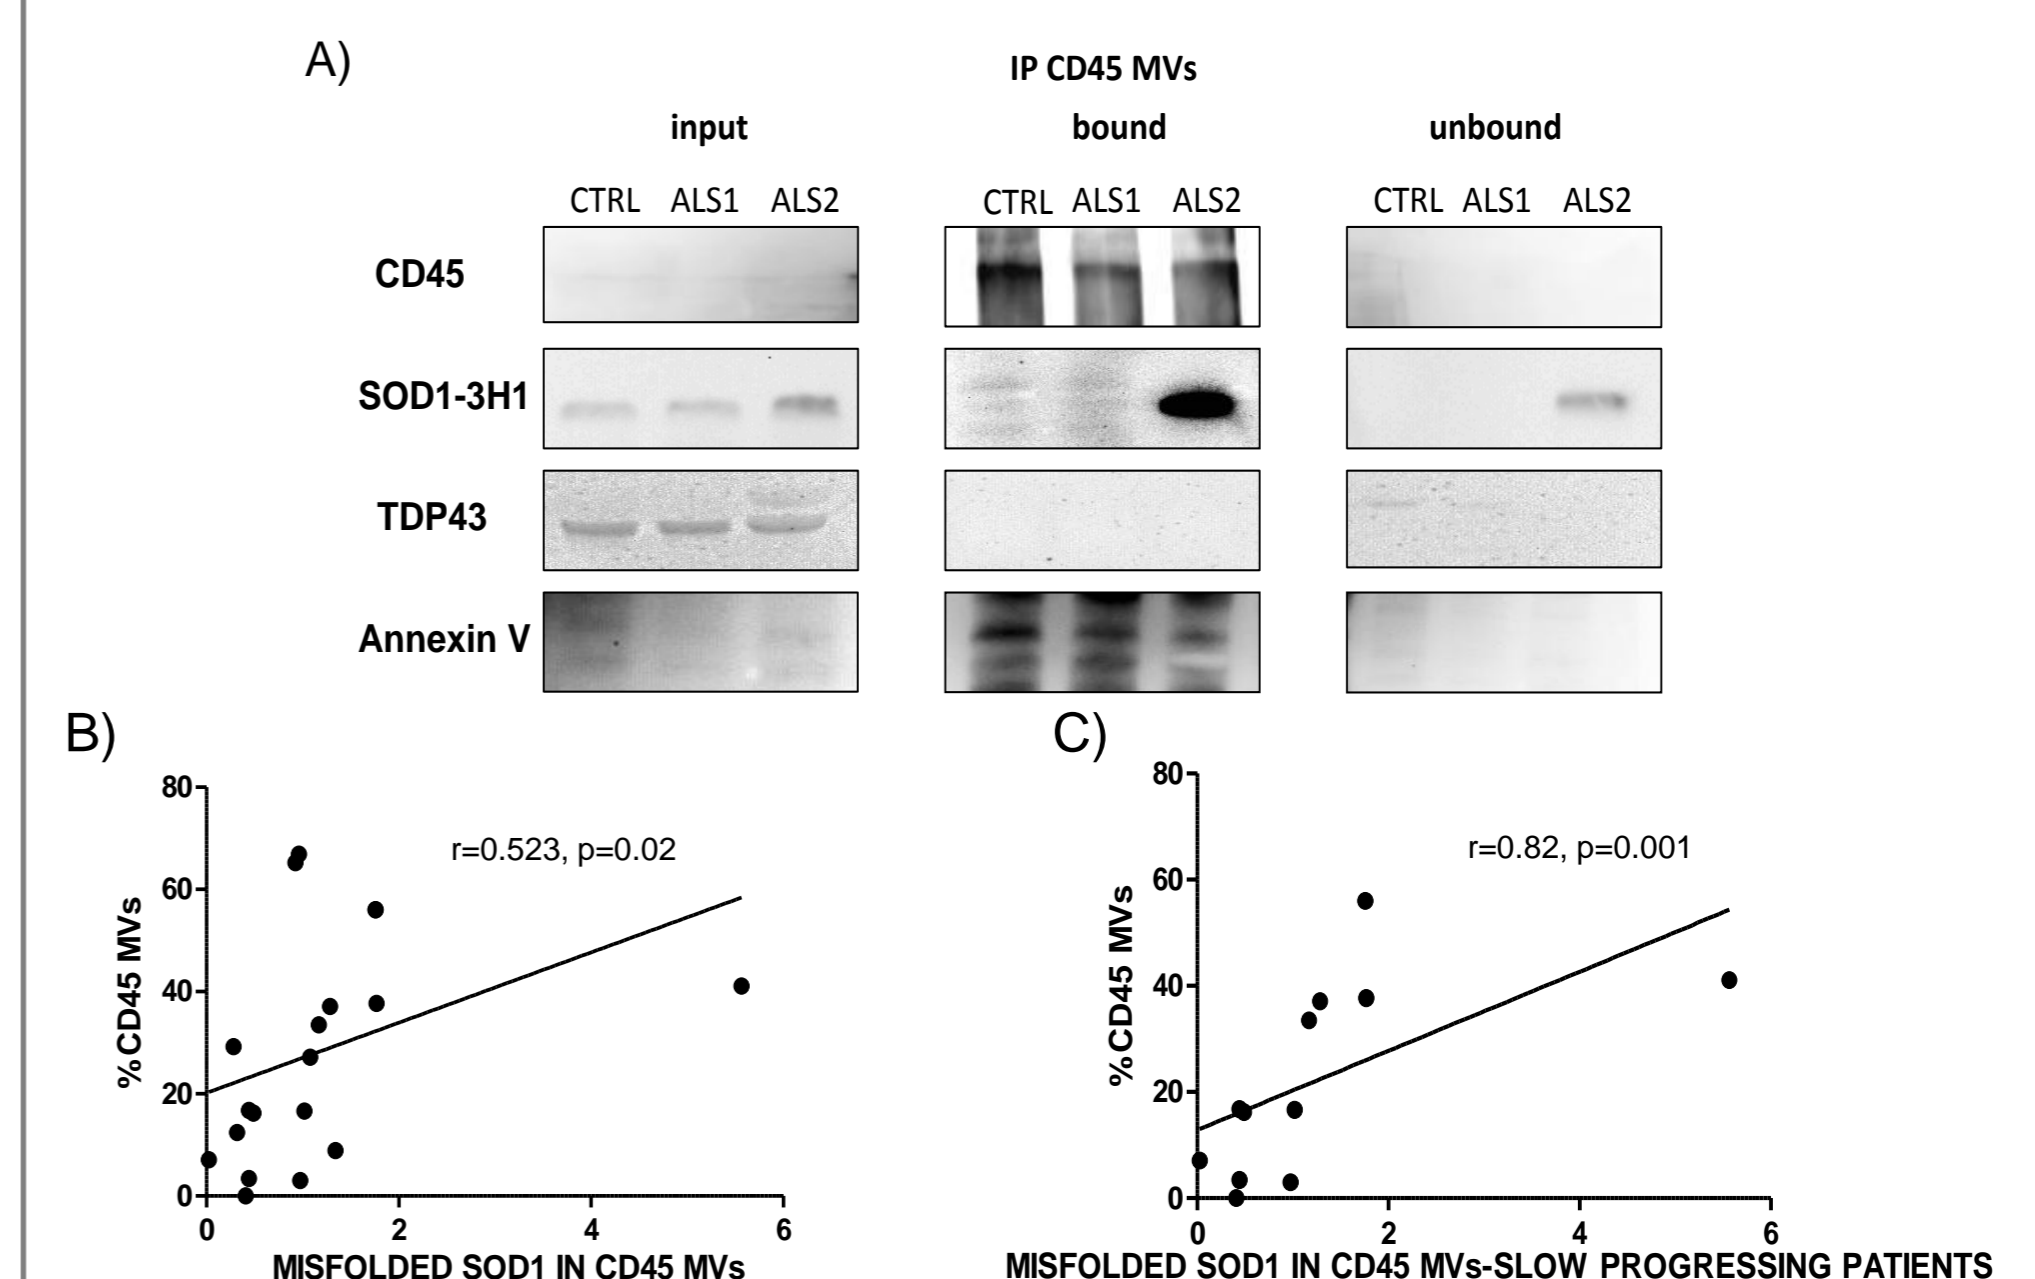 A)
IP CD45 MVs
input bound unbound
CTRL ALS1 ALS2 CTRL ALS1 ALS2 CTRL ALS1 ALS2
CD45
SOD1-3H1
TDP43
Annexin V
B)
80
60
40
20
0
%CD45 MVs
r=0.523, p=0.02
0 2 4 6
MISFOLDED SOD1 IN CD45 MVs
C)
80
60
40
20
0
%CD45 MVs
r=0.82, p=0.001
0 2 4 6
MISFOLDED SOD1 IN CD45 MVs-SLOW PROGRESSING PATIENTS